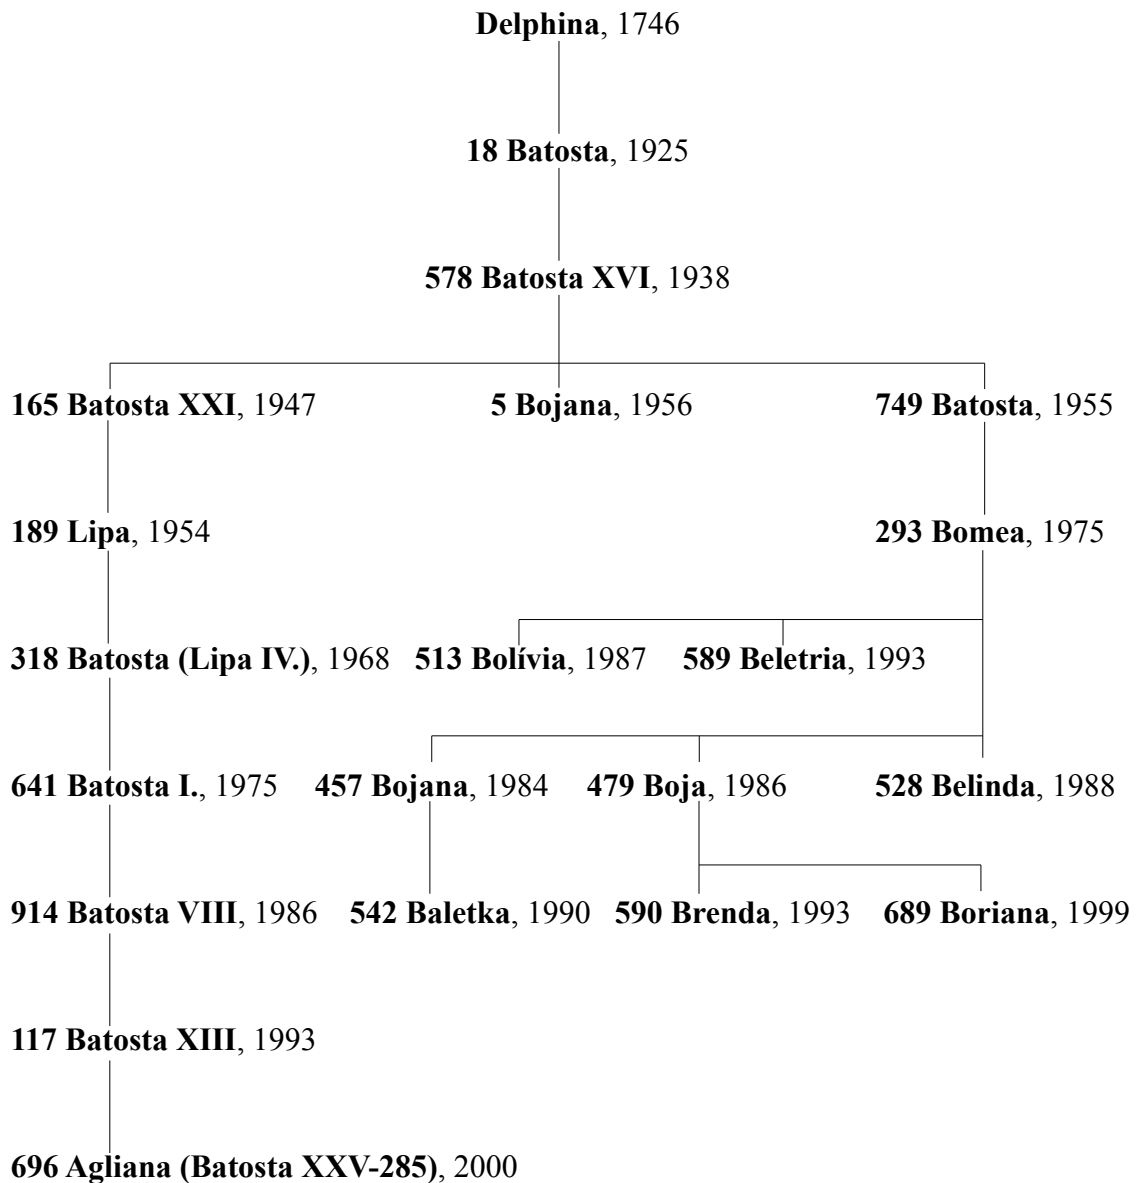 Delphina, 1746
18 Batosta, 1925
578 Batosta XVI, 1938
165 Batosta XXI, 1947 5 Bojana, 1956 749 Batosta, 1955
189 Lipa, 1954 293 Bomea, 1975
318 Batosta (Lipa IV.), 1968 513 Bolívia, 1987 589 Beletria, 1993
641 Batosta I., 1975 457 Bojana, 1984 479 Boja, 1986 528 Belinda, 1988
914 Batosta VIII, 1986 542 Baletka, 1990 590 Brenda, 1993 689 Boriana, 1999
117 Batosta XIII, 1993
696 Agliana (Batosta XXV-285), 2000